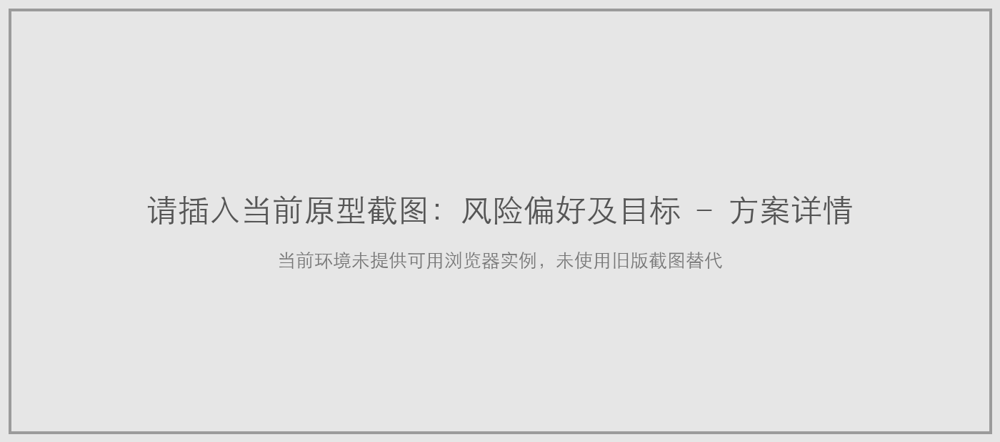 请插入当前原型截图：风险偏好及目标 - 方案详情
当前环境未提供可用浏览器实例，未使用旧版截图替代